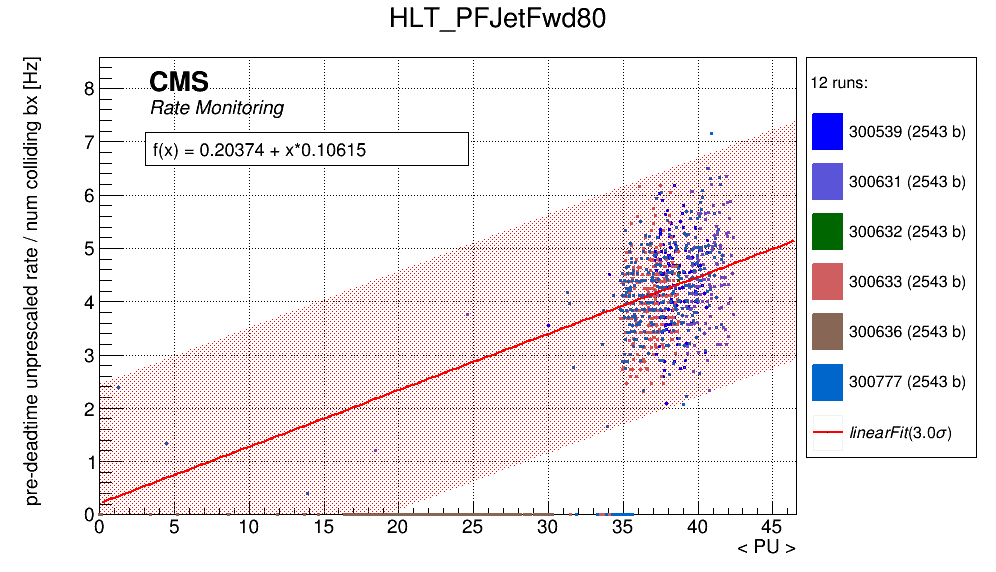 HLT_PFJetFwd80
pre-deadtime unprescaled rate / num colliding bx [Hz]
CMS
Rate Monitoring
f(x) = 0.20374 + x*0.10615
8
7
6
5
4
3
2
1
0
0 5 10 15 20 25 30 35 40 45
< PU >
12 runs:
300539 (2543 b)
300631 (2543 b)
300632 (2543 b)
300633 (2543 b)
300636 (2543 b)
300777 (2543 b)
linearFit(3.0σ)